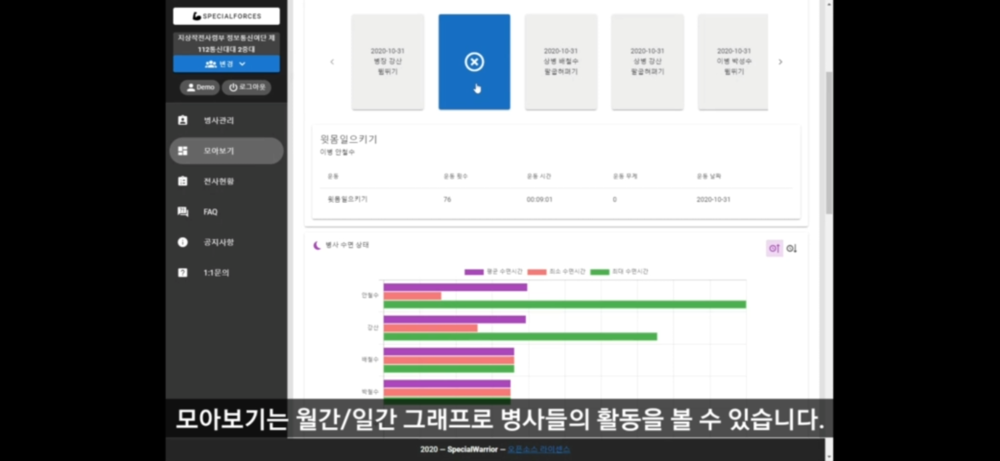 SPECIALFORCES
지상작전사령부 정보통신여단 제
112통신대대 2중대
변경
Demo
로그아웃
병사관리
모아보기
전사현황
FAQ
공지사항
1:1문의
2020-10-31
병장 강산
뜀뛰기
2020-10-31
상병 배철수
팔굽혀펴기
2020-10-31
상병 강산
팔굽혀펴기
2020-10-31
이병 박성수
뜀뛰기
윗몸일으키기
이병 안철수
운동 운동 횟수 운동 시간 운동 무게 운동 날짜
윗몸일으키기 76 00:09:01 0 2020-10-31
병사 수면 상태
평균 수면시간 최소 수면시간 최대 수면시간
안철수
강산
배철수
박철수
모아보기는 월간/일간 그래프로 병사들의 활동을 볼 수 있습니다.
2020 — SpecialWarrior — 오픈소스 라이센스